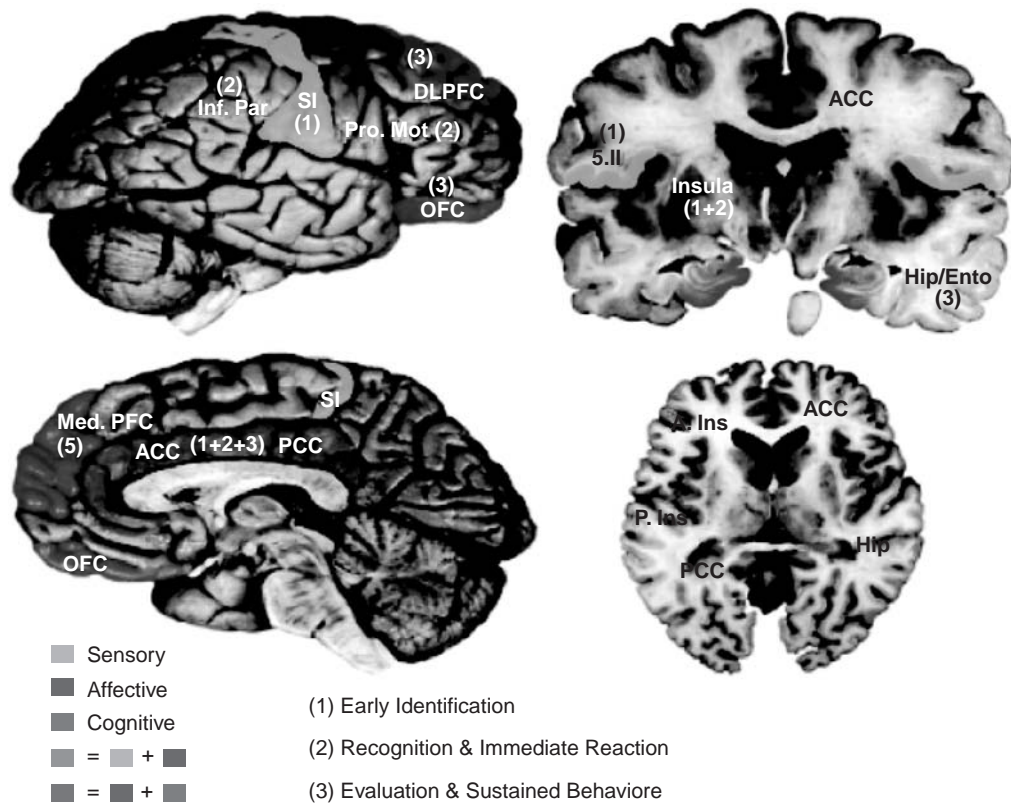 (3)
DLPFC
(2)
Inf. Par
SI
(1)
Pro. Mot (2)
(3)
OFC
ACC
(1)
5.II
Insula
(1+2)
Hip/Ento
(3)
Med. PFC
(5)
SI
ACC (1+2+3) PCC
OFC
A. Ins
ACC
P. Ins
Hip
PCC
Sensory
Affective
Cognitive
= +
= +
(1) Early Identification
(2) Recognition & Immediate Reaction
(3) Evaluation & Sustained Behaviore